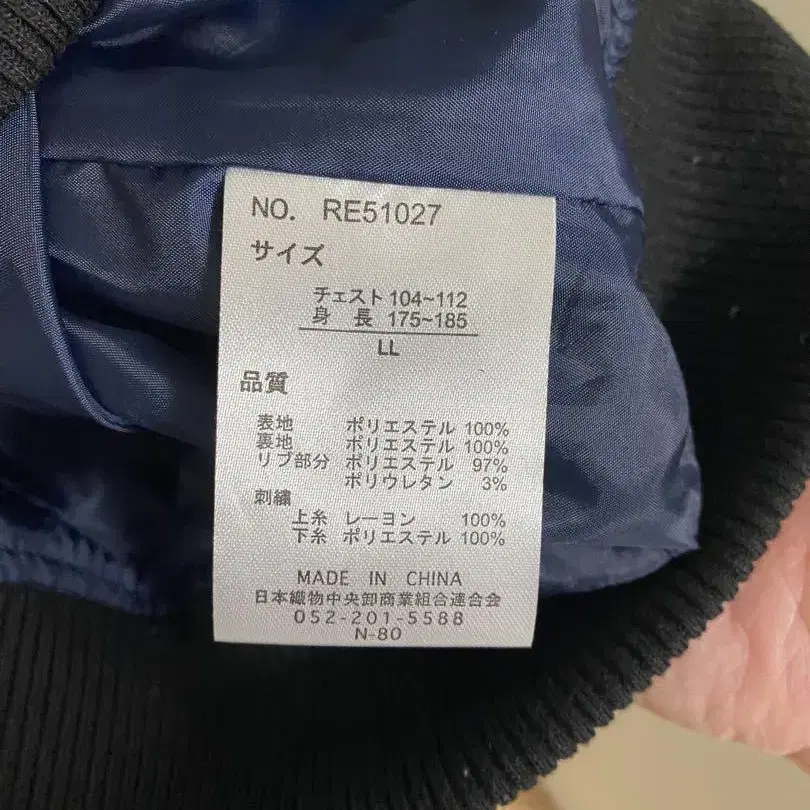 NO. RE51027
サイズ
チェスト 104~112
身 長 175~185
LL
品質
表地 ポリエステル 100%
裏地 ポリエステル 100%
リブ部分 ポリエステル 97%
ポリウレタン 3%
刺繍
上糸 レーヨン 100%
下糸 ポリエステル 100%
MADE IN CHINA
日本織物中央卸商業組合連合会
052-201-5588
N-80